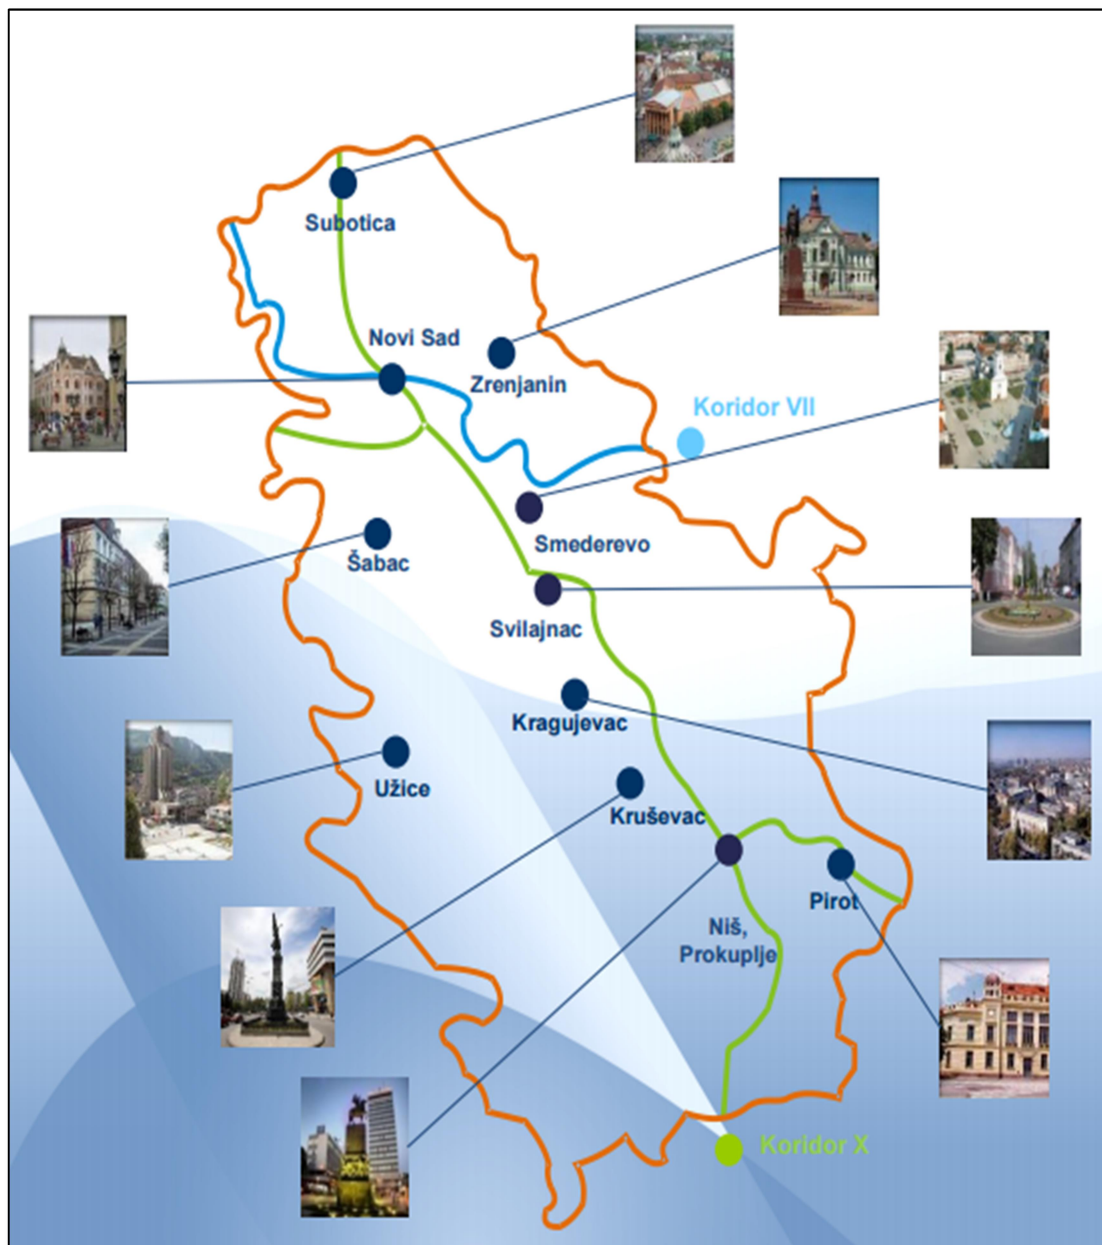 Subotica
Novi Sad
Zrenjanin
Koridor VII
Smederevo
Šabac
Svilajnac
Kragujevac
Užice
Kruševac
Pirot
Niš,
Prokuplje
Koridor X